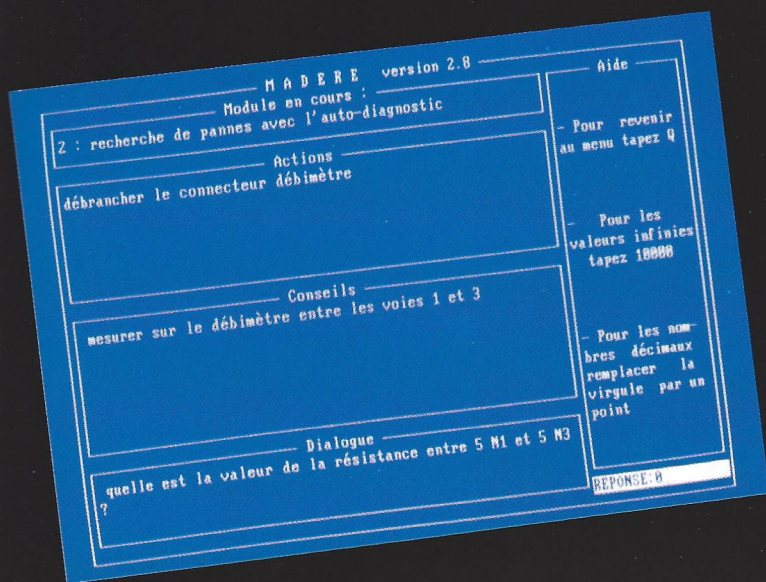 M A D E R E version 2.8
Module en cours :
2 : recherche de pannes avec l'auto-diagnostic
Actions
débrancher le connecteur débimètre
Conseils
mesurer sur le débimètre entre les voies 1 et 3
Dialogue
quelle est la valeur de la résistance entre 5 M1 et 5 M3
?
Aide
- Pour revenir
au menu tapez Q
- Pour les
valeurs infinies
tapez 10000
- Pour les nom-
bres décimaux
remplacer la
virgule par un
point
REPONSE:0